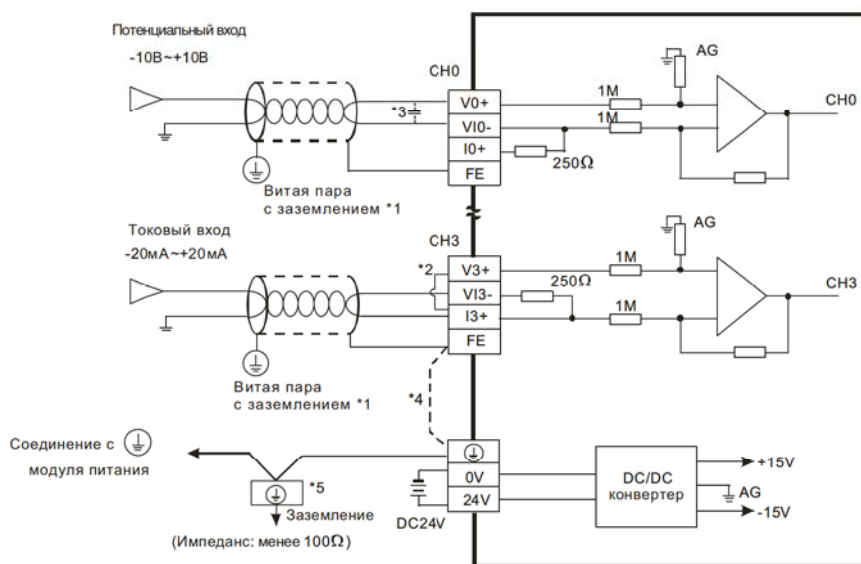 Потенциальный вход
-10В~+10В
CH0
V0+
VI0-
I0+
FE
*3
1M
1M
250Ω
AG
CH0
Витая пара
с заземлением *1
Токовый вход
-20мА~+20мА
CH3
*2
V3+
VI3-
I3+
FE
250Ω
1M
1M
AG
CH3
Витая пара
с заземлением *1
*4
Соединение с
модуля питания
*5
Заземление
(Импеданс: менее 100Ω)
0V
24V
DC24V
DC/DC
конвертер
+15V
AG
-15V